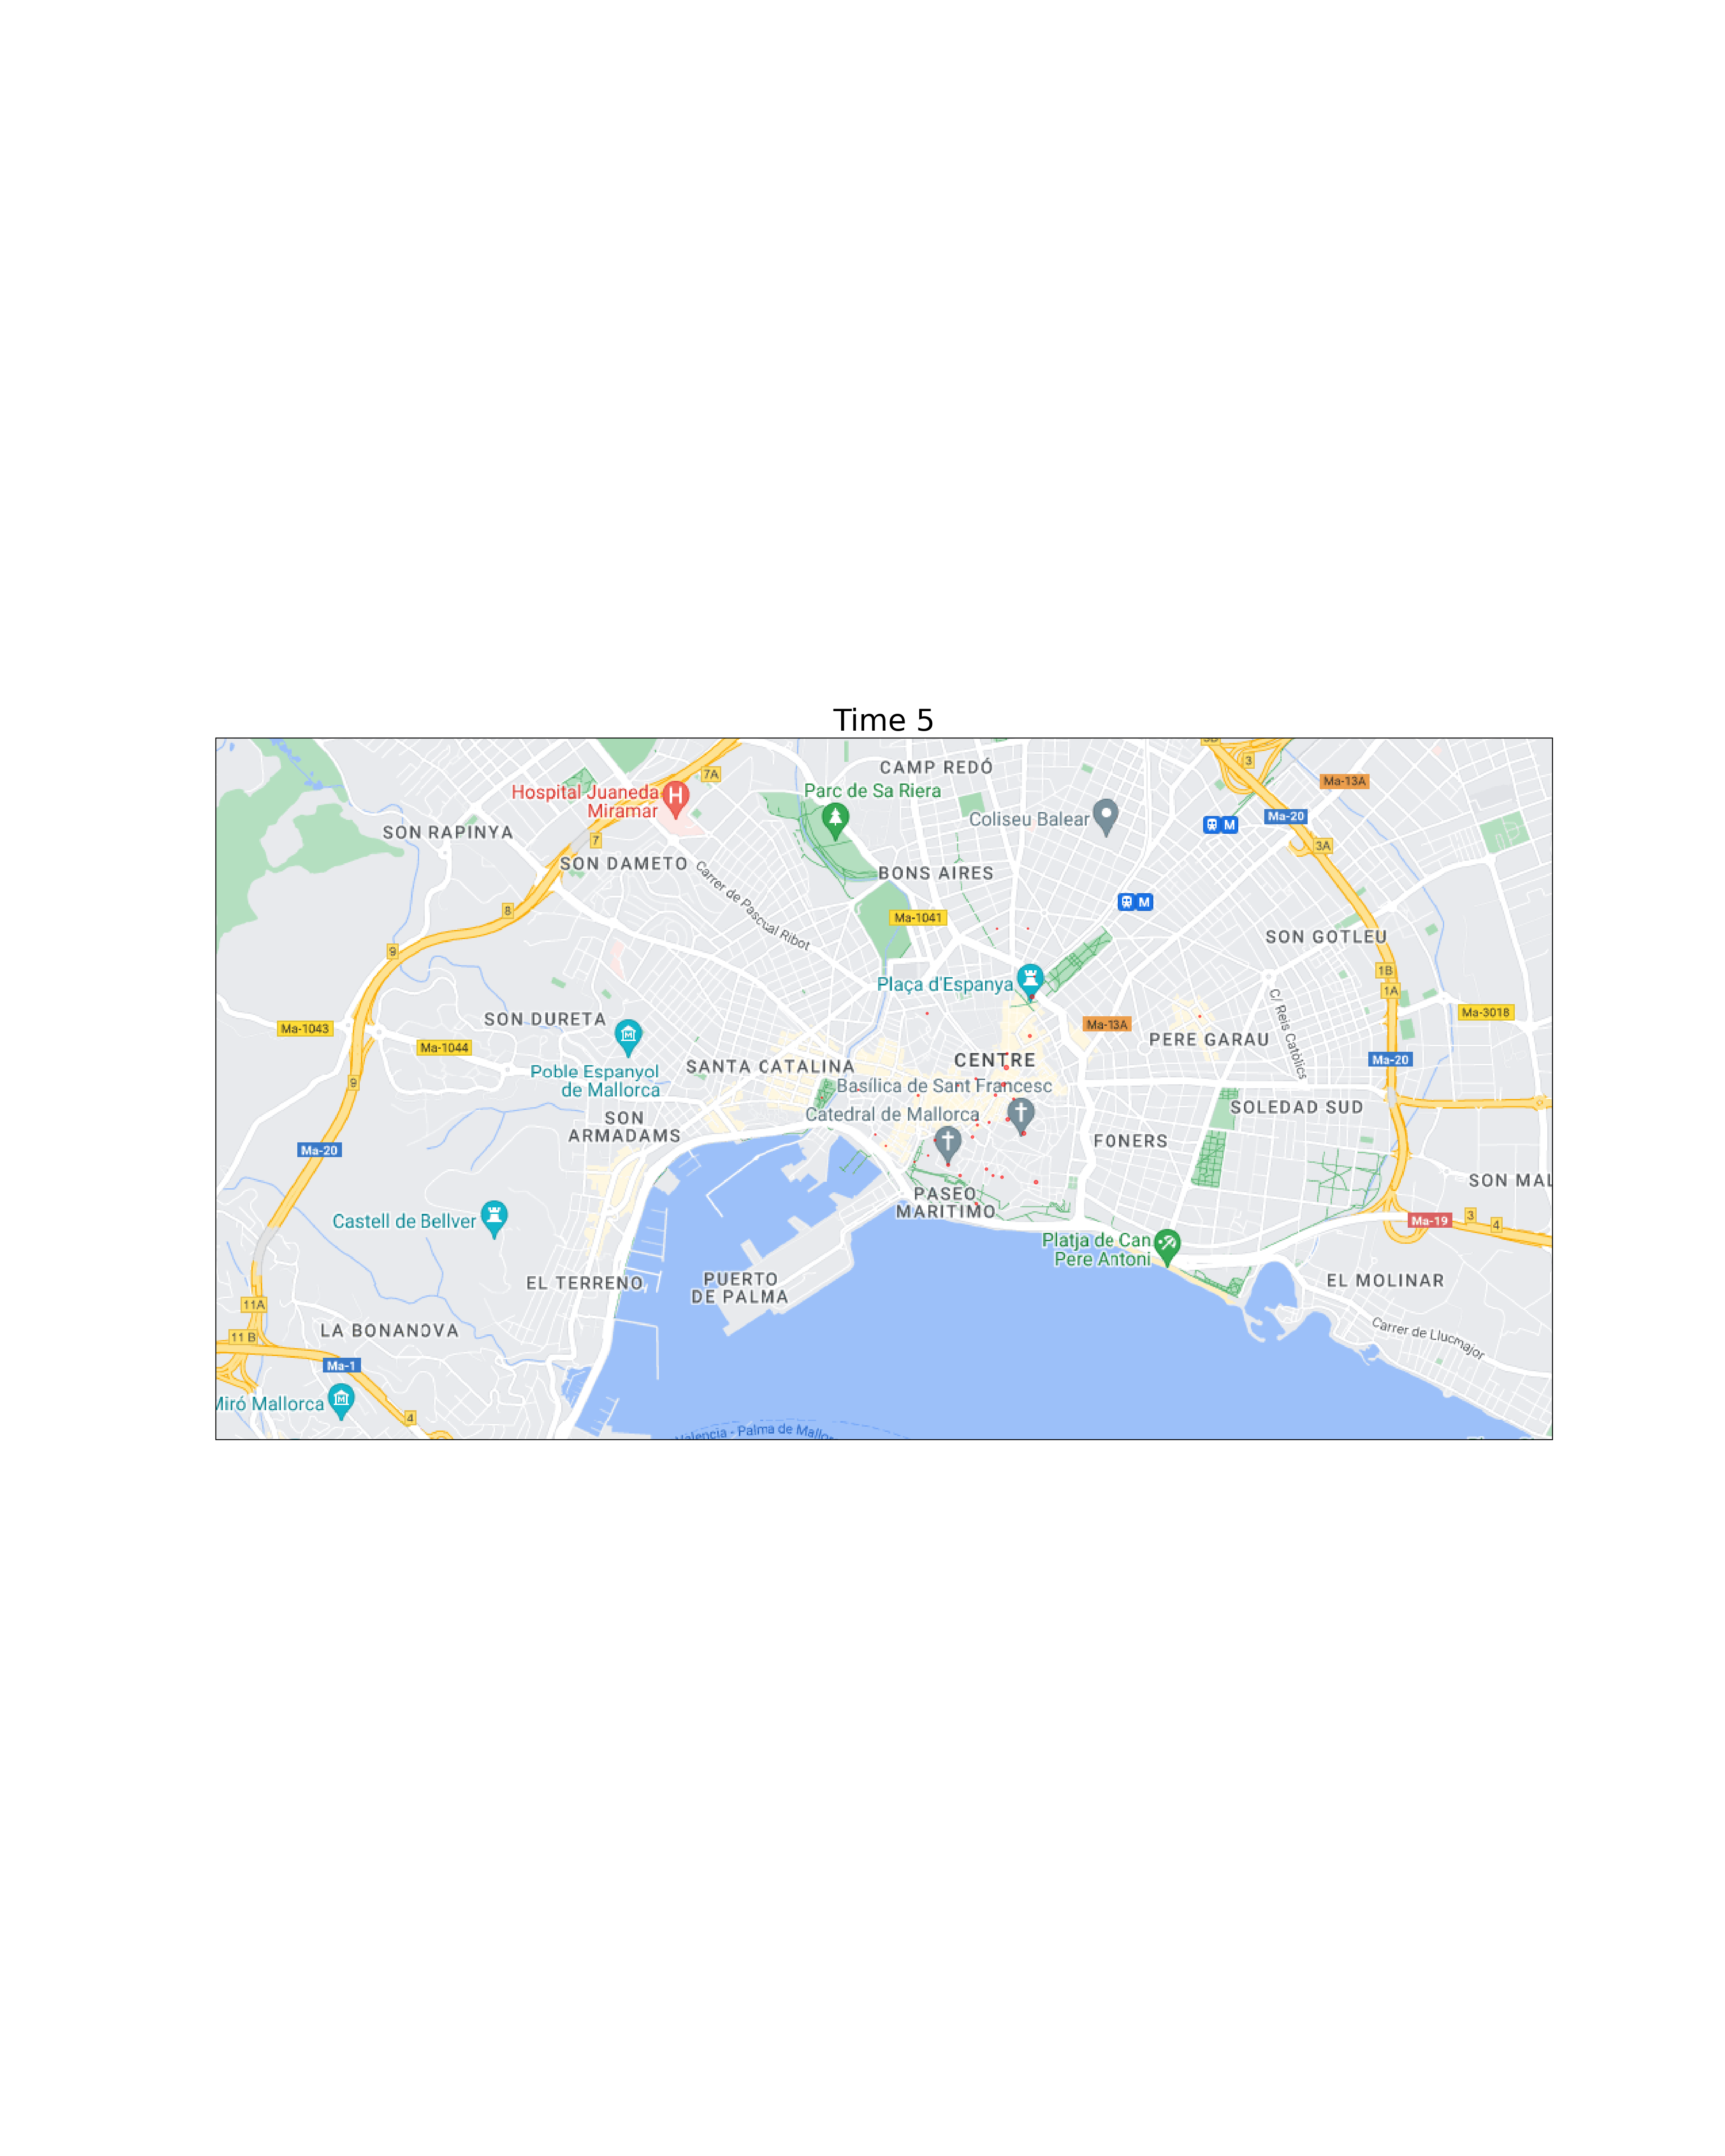 Time 5
3
7A
CAMP REDÓ
Ma-13A
Hospital Juaneda
Miramar
H
Parc de Sa Riera
Coliseu Balear
M
Ma-20
SON RAPINYA
7
3A
SON DAMETO
Carrer de Pascual Ribot
BONS AIRES
M
8
Ma-1041
SON GOTLEU
9
1B
Plaça d'Espanya
1A
C/ Reis Catòlics
Ma-3018
SON DURETA
Ma-13A
Ma-1043
PERE GARAU
Ma-1044
CENTRE
Ma-20
SANTA CATALINA
Poble Espanyol
de Mallorca
9
Basílica de Sant Francesc
SOLEDAD SUD
Catedral de Mallorca
SON
ARMADAMS
FONERS
Ma-20
SON MAL
PASEO
MARITIMO
Castell de Bellver
Ma-19
3
4
Platja de Can
Pere Antoni
EL TERRENO
PUERTO
DE PALMA
EL MOLINAR
11A
LA BONANOVA
11 B
Carrer de Llucmajor
Ma-1
Miró Mallorca
4
Valencia - Palma de Mallor